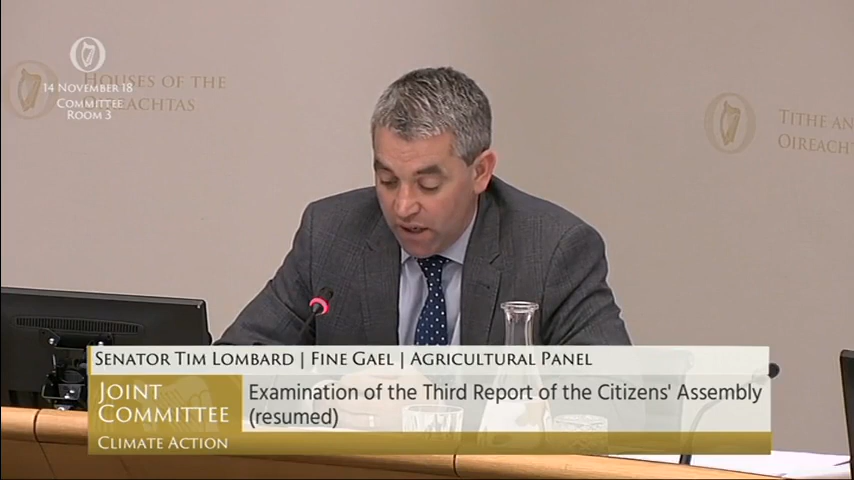 14 November 18
Committee
Room 3
Houses of the
Oireachtas
Tithe an
Oireacht
Senator Tim Lombard | Fine Gael | Agricultural Panel
Joint
Committee
Climate Action
Examination of the Third Report of the Citizens' Assembly
(resumed)